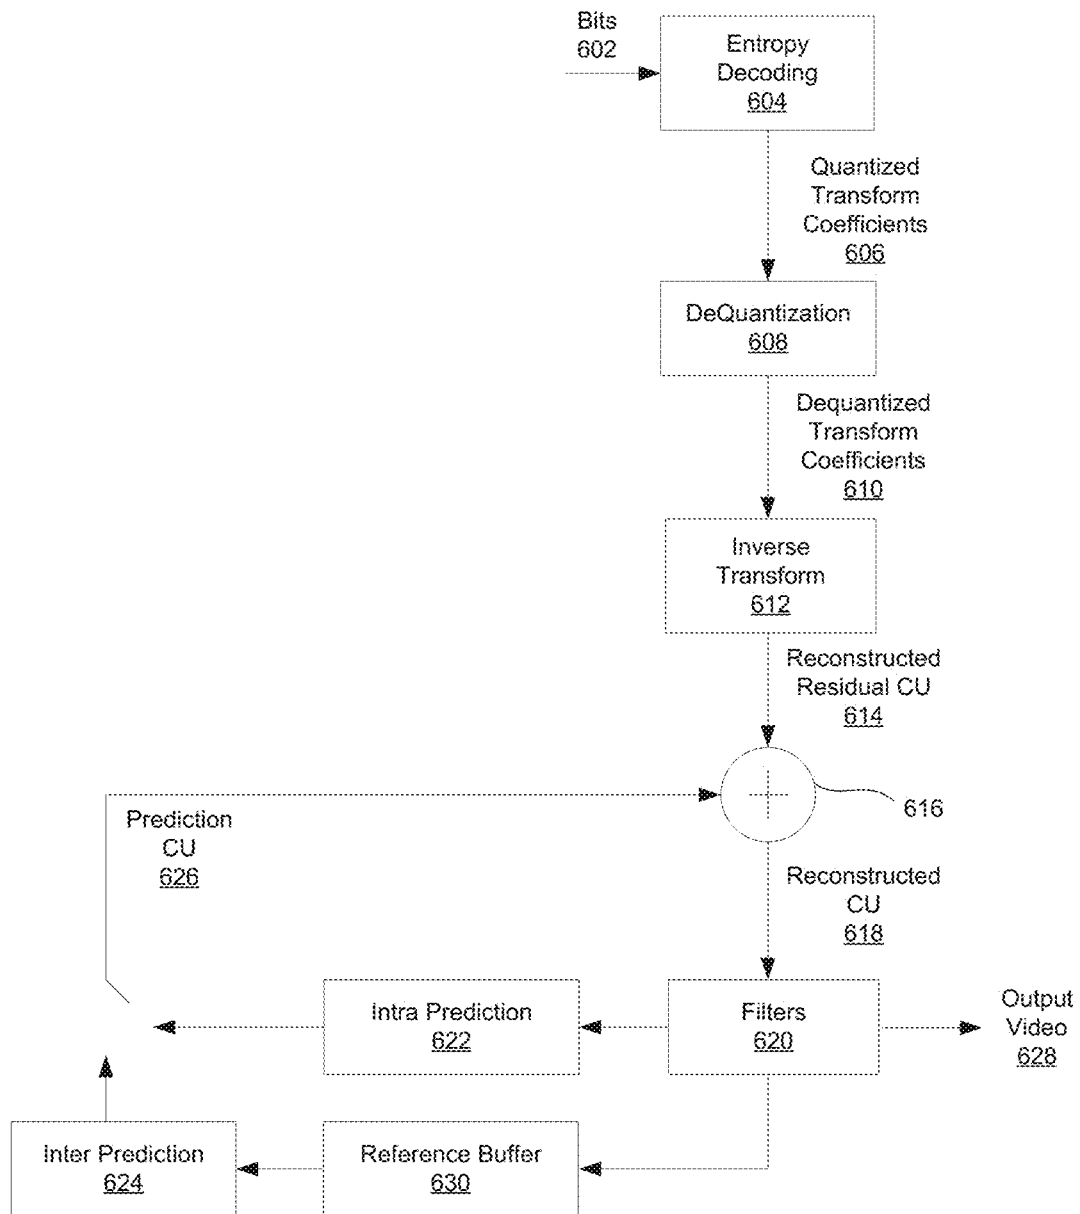 Bits
602
Entropy
Decoding
604
Quantized
Transform
Coefficients
606
DeQuantization
608
Dequantized
Transform
Coefficients
610
Inverse
Transform
612
Reconstructed
Residual CU
614
616
Prediction
CU
626
Reconstructed
CU
618
Intra Prediction
622
Filters
620
Output
Video
628
Inter Prediction
624
Reference Buffer
630